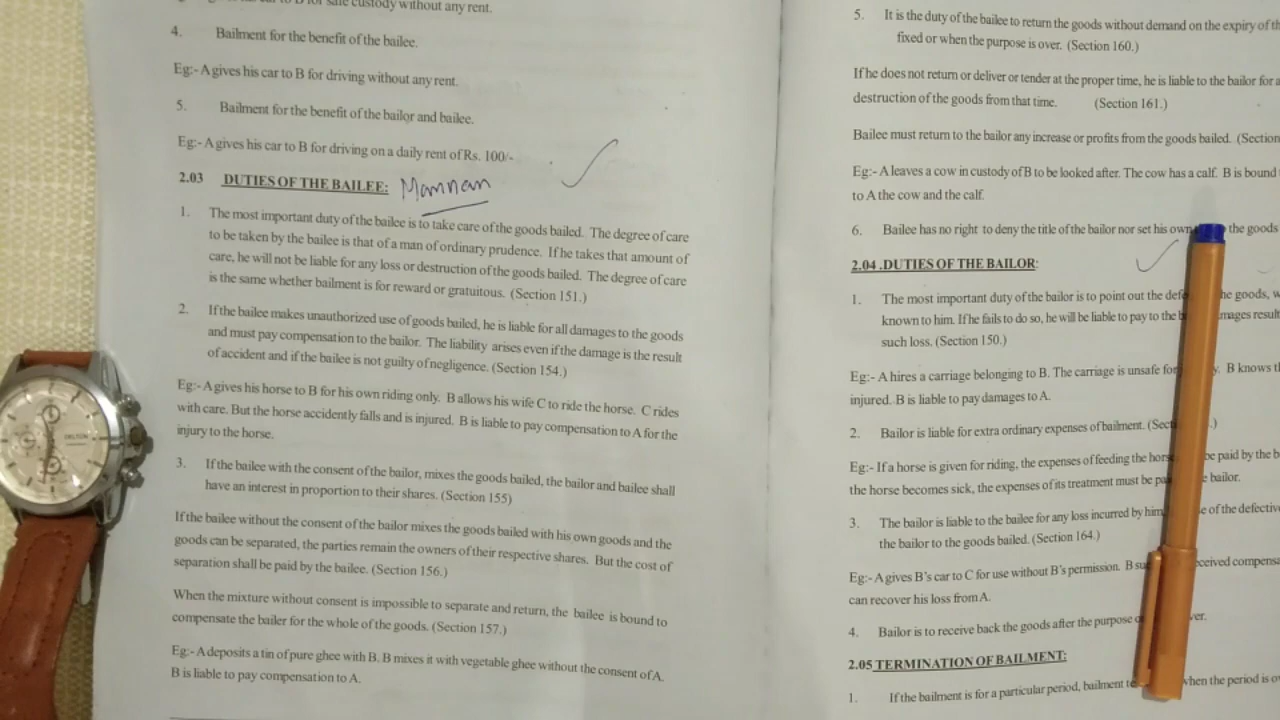 to B for safe custody without any rent.
4. Bailment for the benefit of the bailee.
Eg:- A gives his car to B for driving without any rent.
5. Bailment for the benefit of the bailor and bailee.
Eg:- A gives his car to B for driving on a daily rent of Rs. 100/-
2.03 DUTIES OF THE BAILEE: Mannan
1. The most important duty of the bailee is to take care of the goods bailed. The degree of care
to be taken by the bailee is that of a man of ordinary prudence. If he takes that amount of
care, he will not be liable for any loss or destruction of the goods bailed. The degree of care
is the same whether bailment is for reward or gratuitous. (Section 151.)
2. If the bailee makes unauthorized use of goods bailed, he is liable for all damages to the goods
and must pay compensation to the bailor. The liability arises even if the damage is the result
of accident and if the bailee is not guilty of negligence. (Section 154.)
Eg:- A gives his horse to B for his own riding only. B allows his wife C to ride the horse. C rides
with care. But the horse accidently falls and is injured. B is liable to pay compensation to A for the
injury to the horse.
3. If the bailee with the consent of the bailor, mixes the goods bailed, the bailor and bailee shall
have an interest in proportion to their shares. (Section 155)
If the bailee without the consent of the bailor mixes the goods bailed with his own goods and the
goods can be separated, the parties remain the owners of their respective shares. But the cost of
separation shall be paid by the bailee. (Section 156.)
When the mixture without consent is impossible to separate and return, the bailee is bound to
compensate the bailer for the whole of the goods. (Section 157.)
Eg:- A deposits a tin of pure ghee with B. B mixes it with vegetable ghee without the consent of A.
B is liable to pay compensation to A.
5. It is the duty of the bailee to return the goods without demand on the expiry of
fixed or when the purpose is over. (Section 160.)
If he does not return or deliver or tender at the proper time, he is liable to the bailor for
destruction of the goods from that time. (Section 161.)
Bailee must return to the bailor any increase or profits from the goods bailed. (Section
Eg:- A leaves a cow in custody of B to be looked after. The cow has a calf. B is bound
to A the cow and the calf.
6. Bailee has no right to deny the title of the bailor nor set his own the goods
2.04 .DUTIES OF THE BAILOR:
1. The most important duty of the bailor is to point out the goods,
known to him. If he fails to do so, he will be liable to pay to the result
such loss. (Section 150.)
Eg:- A hires a carriage belonging to B. The carriage is unsafe for B knows
injured. B is liable to pay damages to A.
2. Bailor is liable for extra ordinary expenses of bailment.
Eg:- If a horse is given for riding, the expenses of feeding the be paid by the
the horse becomes sick, the expenses of its treatment must be bailor.
3. The bailor is liable to the bailee for any loss incurred by him of the defective
the bailor to the goods bailed. (Section 164.)
Eg:- A gives B's car to C for use without B's permission. B
can recover his loss from A.
4. Bailor is to receive back the goods after the purpose
2.05 TERMINATION OF BAILMENT:
1. If the bailment is for a particular period, bailment when the period is